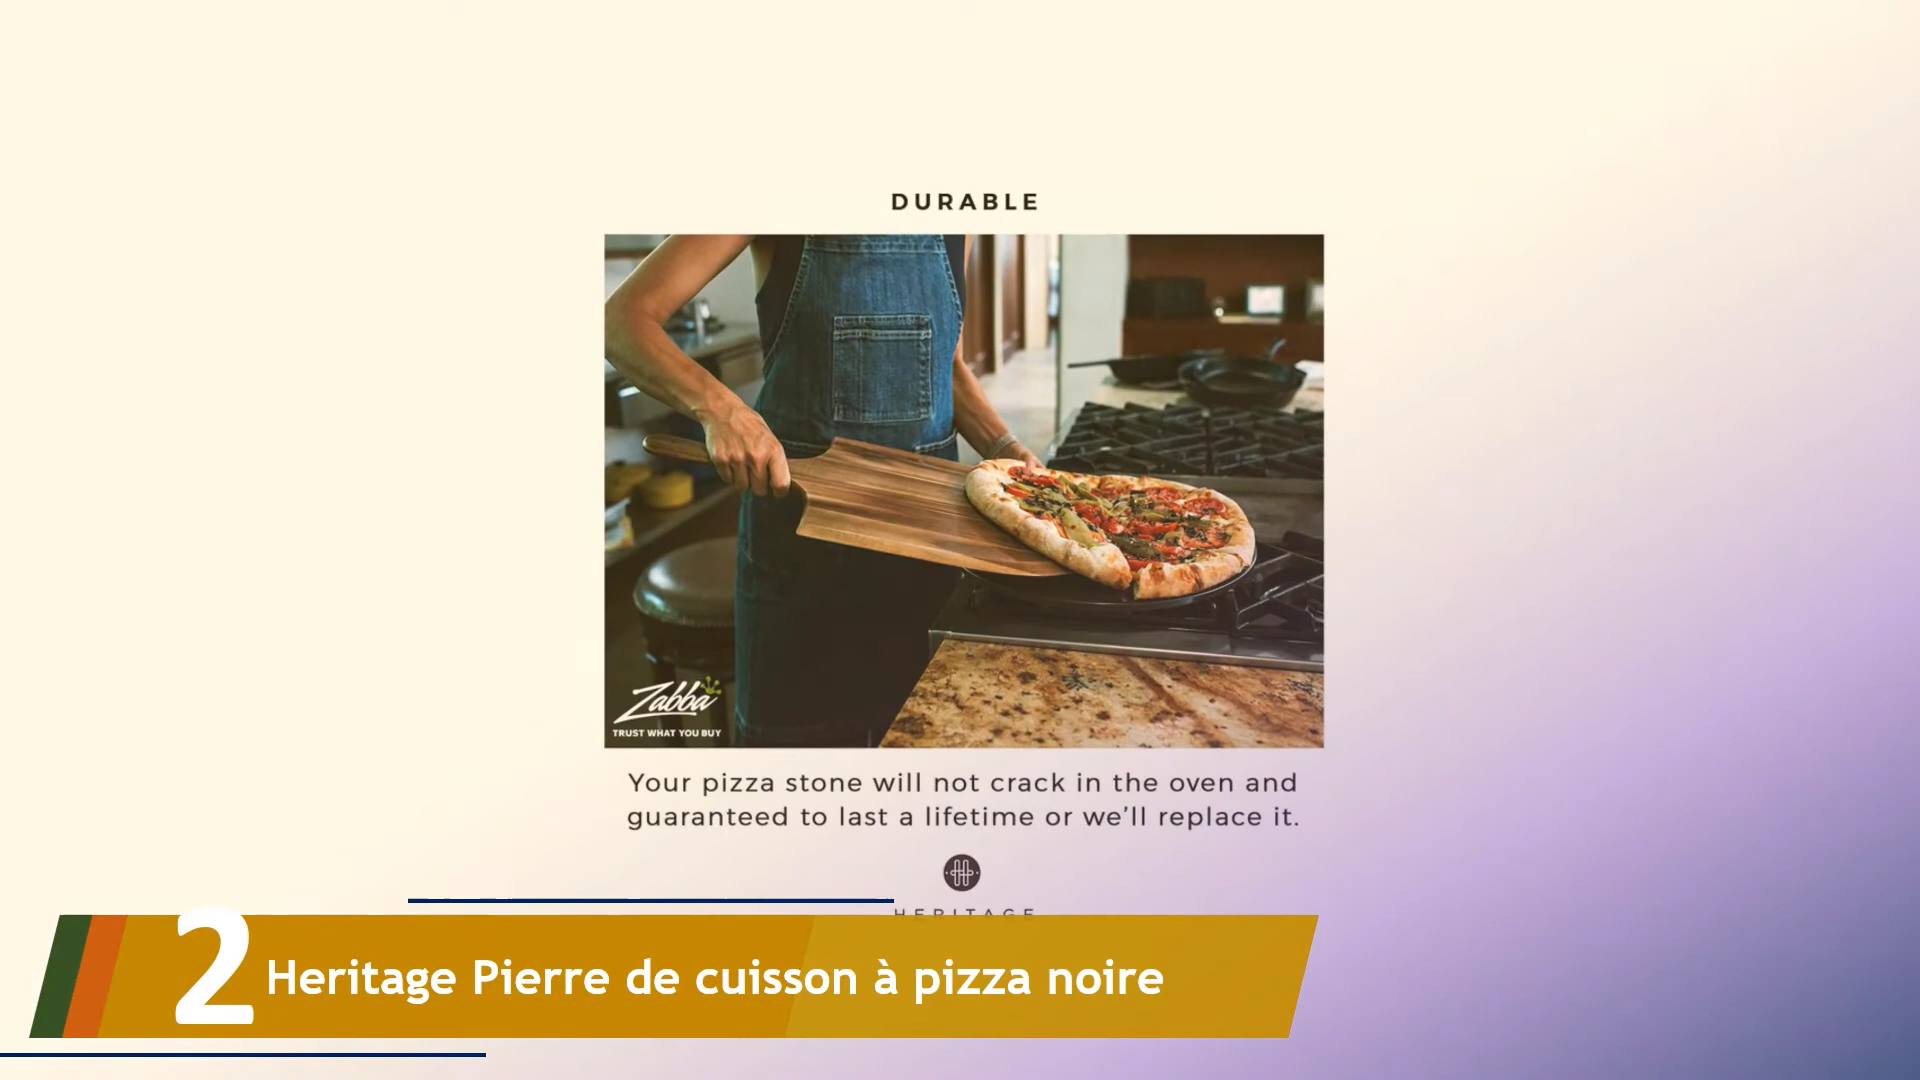 DURABLE
Zabba
TRUST WHAT YOU BUY
Your pizza stone will not crack in the oven and
guaranteed to last a lifetime or we’ll replace it.
HERITAGE
2 Heritage Pierre de cuisson à pizza noire